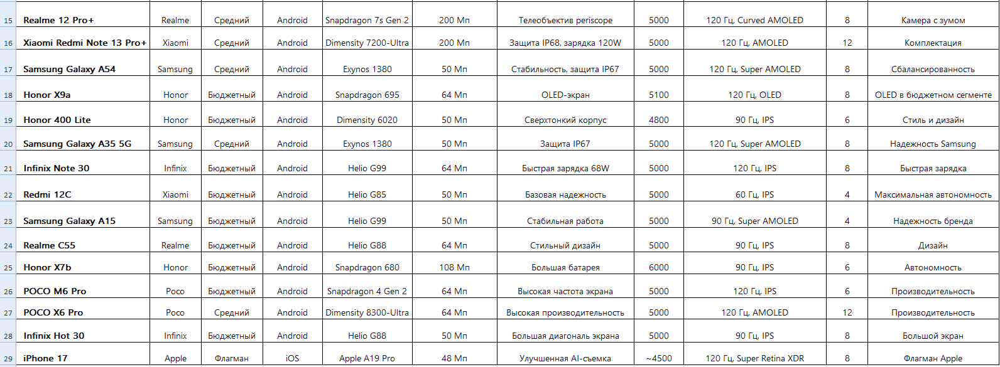 15 Realme 12 Pro+ Realme Средний Android Snapdragon 7s Gen 2 200 Мп Телеобъектив periscope 5000 120 Гц, Curved AMOLED 8 Камера с зумом
16 Xiaomi Redmi Note 13 Pro+ Xiaomi Средний Android Dimensity 7200-Ultra 200 Мп Защита IP68, зарядка 120W 5000 120 Гц, AMOLED 12 Комплектация
17 Samsung Galaxy A54 Samsung Средний Android Exynos 1380 50 Мп Стабильность, защита IP67 5000 120 Гц, Super AMOLED 8 Сбалансированность
18 Honor X9a Honor Бюджетный Android Snapdragon 695 64 Мп OLED-экран 5100 120 Гц, OLED 8 OLED в бюджетном сегменте
19 Honor 400 Lite Honor Бюджетный Android Dimensity 6020 50 Мп Сверхтонкий корпус 4800 90 Гц, IPS 6 Стиль и дизайн
20 Samsung Galaxy A35 5G Samsung Средний Android Exynos 1380 50 Мп Защита IP67 5000 120 Гц, Super AMOLED 8 Надежность Samsung
21 Infinix Note 30 Infinix Бюджетный Android Helio G99 64 Мп Быстрая зарядка 68W 5000 120 Гц, IPS 8 Быстрая зарядка
22 Redmi 12C Xiaomi Бюджетный Android Helio G85 50 Мп Базовая надежность 5000 60 Гц, IPS 4 Максимальная автономность
23 Samsung Galaxy A15 Samsung Бюджетный Android Helio G99 50 Мп Стабильная работа 5000 90 Гц, Super AMOLED 4 Надежность бренда
24 Realme C55 Realme Бюджетный Android Helio G88 64 Мп Стильный дизайн 5000 90 Гц, IPS 8 Дизайн
25 Honor X7b Honor Бюджетный Android Snapdragon 680 108 Мп Большая батарея 6000 90 Гц, IPS 6 Автономность
26 POCO M6 Pro Poco Бюджетный Android Snapdragon 4 Gen 2 64 Мп Высокая частота экрана 5000 120 Гц, IPS 6 Производительность
27 POCO X6 Pro Poco Средний Android Dimensity 8300-Ultra 64 Мп Высокая производительность 5000 120 Гц, AMOLED 12 Производительность
28 Infinix Hot 30 Infinix Бюджетный Android Helio G88 50 Мп Большая диагональ экрана 5000 90 Гц, IPS 8 Большой экран
29 iPhone 17 Apple Флагман iOS Apple A19 Pro 48 Мп Улучшенная AI-съемка ~4500 120 Гц, Super Retina XDR 8 Флагман Apple